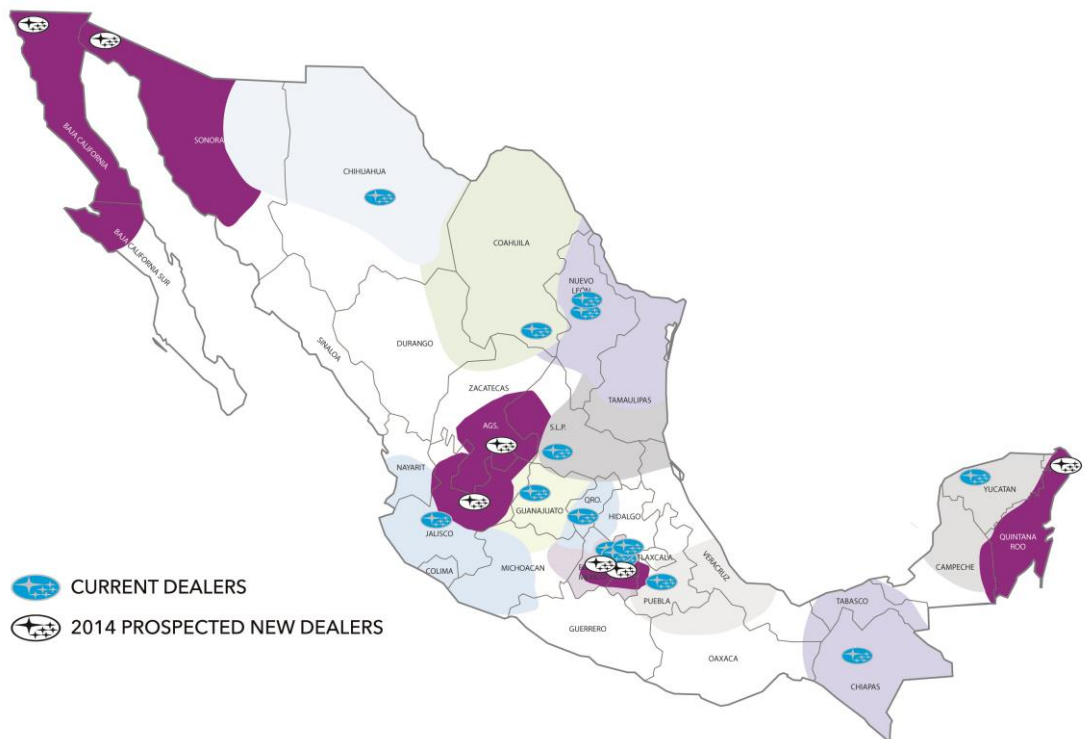 BAJA CALIFORNIA
SONORA
CHIHUAHUA
COAHUILA
BAJA CALIFORNIA SUR
NUEVO
LEÓN
SINALOA
DURANGO
ZACATECAS
TAMAULIPAS
AGS.
S.L.P.
NAYARIT
GUANAJUATO
QRO.
HIDALGO
JALISCO
YUCATAN
QUINTANA
ROO
COLIMA
MICHOACAN
TLAXCALA
VERACRUZ
CAMPECHE
PUEBLA
TABASCO
GUERRERO
OAXACA
CHIAPAS
CURRENT DEALERS
2014 PROSPECTED NEW DEALERS